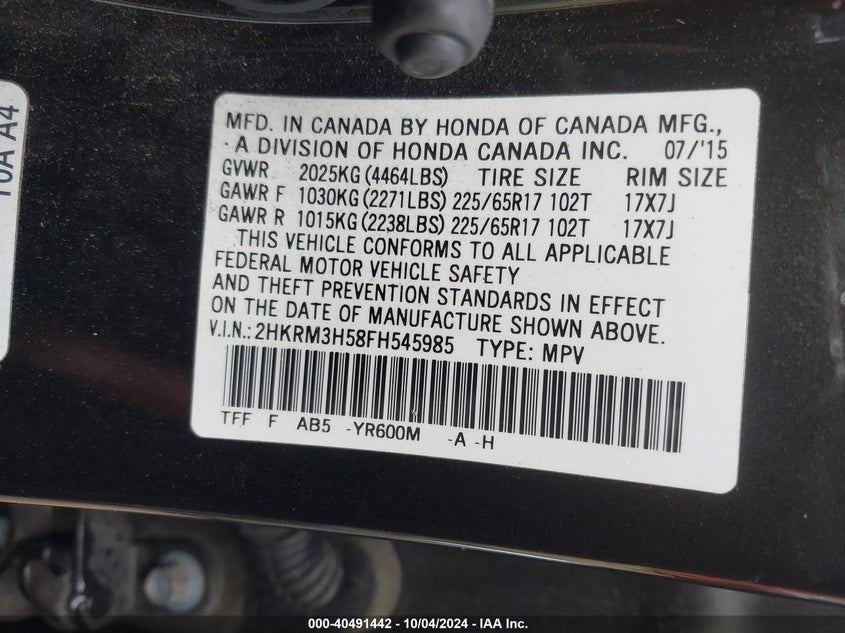 10A A4
MFD. IN CANADA BY HONDA OF CANADA MFG.,
A DIVISION OF HONDA CANADA INC. 07/'15
GVWR 2025KG (4464LBS) TIRE SIZE RIM SIZE
GAWR F 1030KG (2271LBS) 225/65R17 102T 17X7J
GAWR R 1015KG (2238LBS) 225/65R17 102T 17X7J
THIS VEHICLE CONFORMS TO ALL APPLICABLE
FEDERAL MOTOR VEHICLE SAFETY
AND THEFT PREVENTION STANDARDS IN EFFECT
ON THE DATE OF MANUFACTURE SHOWN ABOVE.
V.I.N.: 2HKRM3H58FH545985 TYPE: MPV
TFF F AB5 -YR600M -A -H
000-40491442 - 10/04/2024 - IAA Inc.